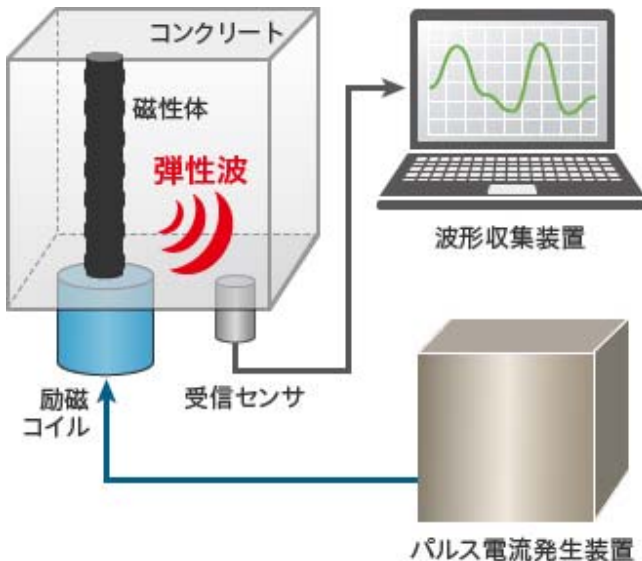 コンクリート
磁性体
弾性波
波形収集装置
励磁
コイル
受信センサ
パルス電流発生装置